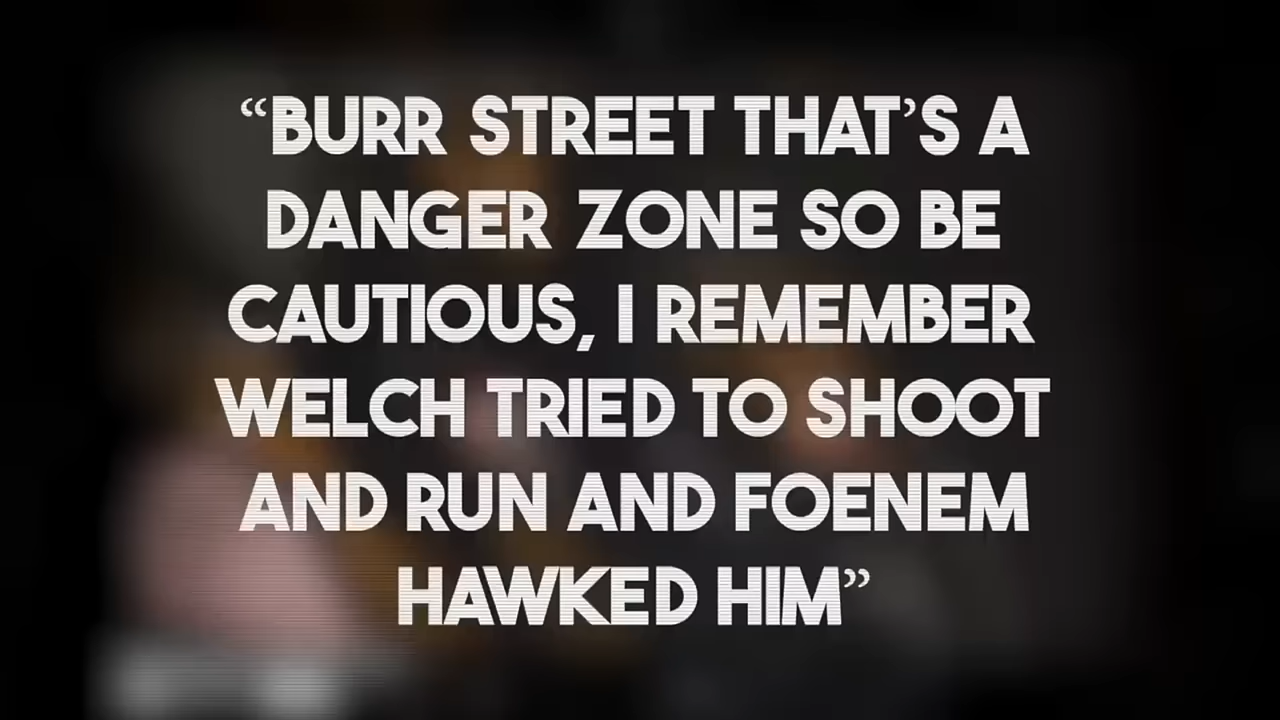 “BURR STREET THAT’S A
DANGER ZONE SO BE
CAUTIOUS, I REMEMBER
WELCH TRIED TO SHOOT
AND RUN AND FOENEM
HAWKED HIM”